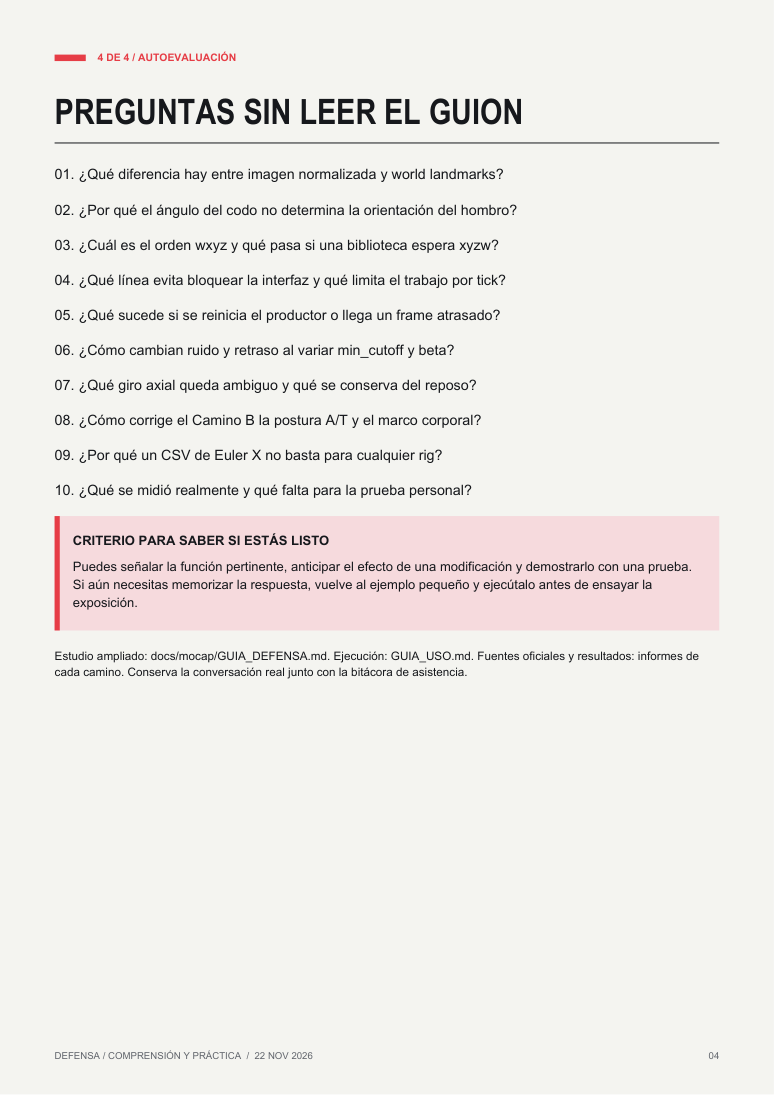 4 DE 4 / AUTOEVALUACIÓN
PREGUNTAS SIN LEER EL GUION
01. ¿Qué diferencia hay entre imagen normalizada y world landmarks?
02. ¿Por qué el ángulo del codo no determina la orientación del hombro?
03. ¿Cuál es el orden wxyz y qué pasa si una biblioteca espera xyzw?
04. ¿Qué línea evita bloquear la interfaz y qué limita el trabajo por tick?
05. ¿Qué sucede si se reinicia el productor o llega un frame atrasado?
06. ¿Cómo cambian ruido y retraso al variar min_cutoff y beta?
07. ¿Qué giro axial queda ambiguo y qué se conserva del reposo?
08. ¿Cómo corrige el Camino B la postura A/T y el marco corporal?
09. ¿Por qué un CSV de Euler X no basta para cualquier rig?
10. ¿Qué se midió realmente y qué falta para la prueba personal?
CRITERIO PARA SABER SI ESTÁS LISTO
Puedes señalar la función pertinente, anticipar el efecto de una modificación y demostrarlo con una prueba.
Si aún necesitas memorizar la respuesta, vuelve al ejemplo pequeño y ejecútalo antes de ensayar la
exposición.
Estudio ampliado: docs/mocap/GUIA_DEFENSA.md. Ejecución: GUIA_USO.md. Fuentes oficiales y resultados: informes de
cada camino. Conserva la conversación real junto con la bitácora de asistencia.
DEFENSA / COMPRENSIÓN Y PRÁCTICA / 22 NOV 2026
04